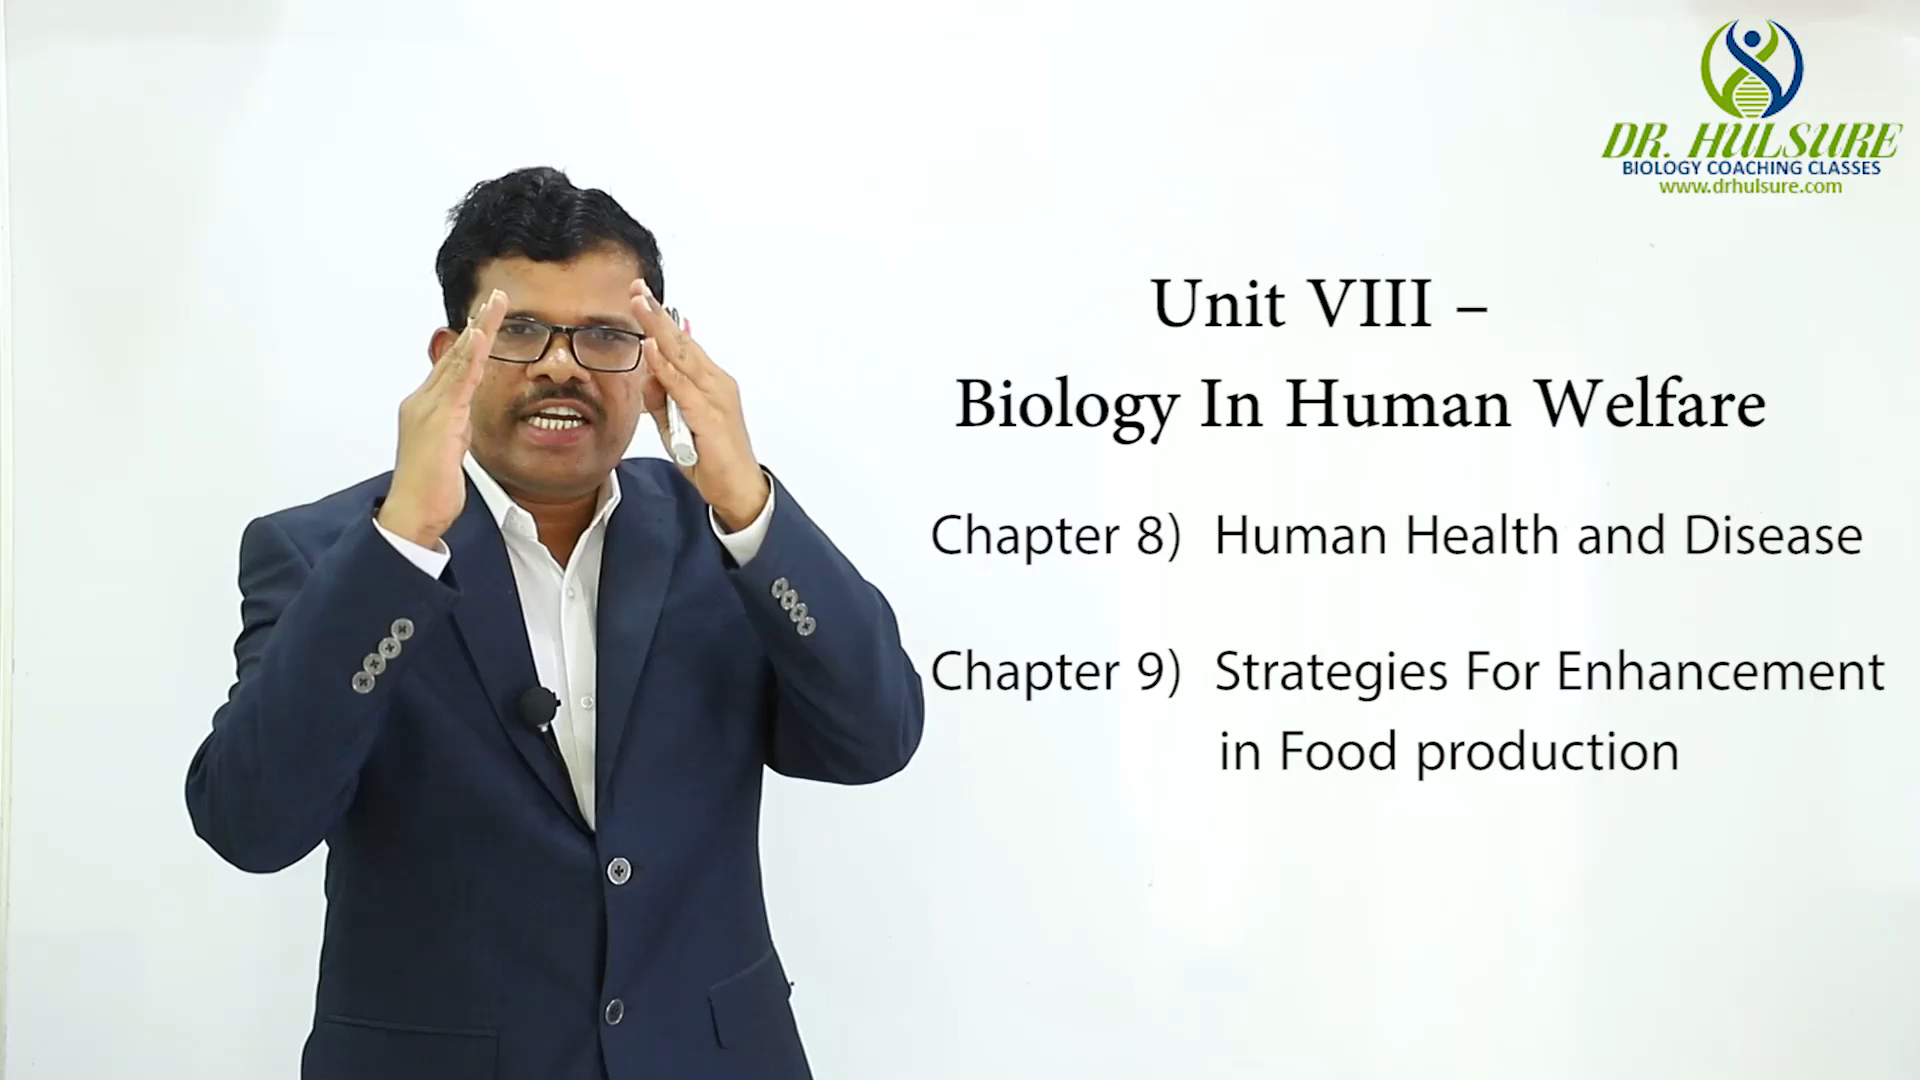 DR. HULSURE
BIOLOGY COACHING CLASSES
www.drhulsure.com
Unit VIII –
Biology In Human Welfare
Chapter 8) Human Health and Disease
Chapter 9) Strategies For Enhancement
in Food production